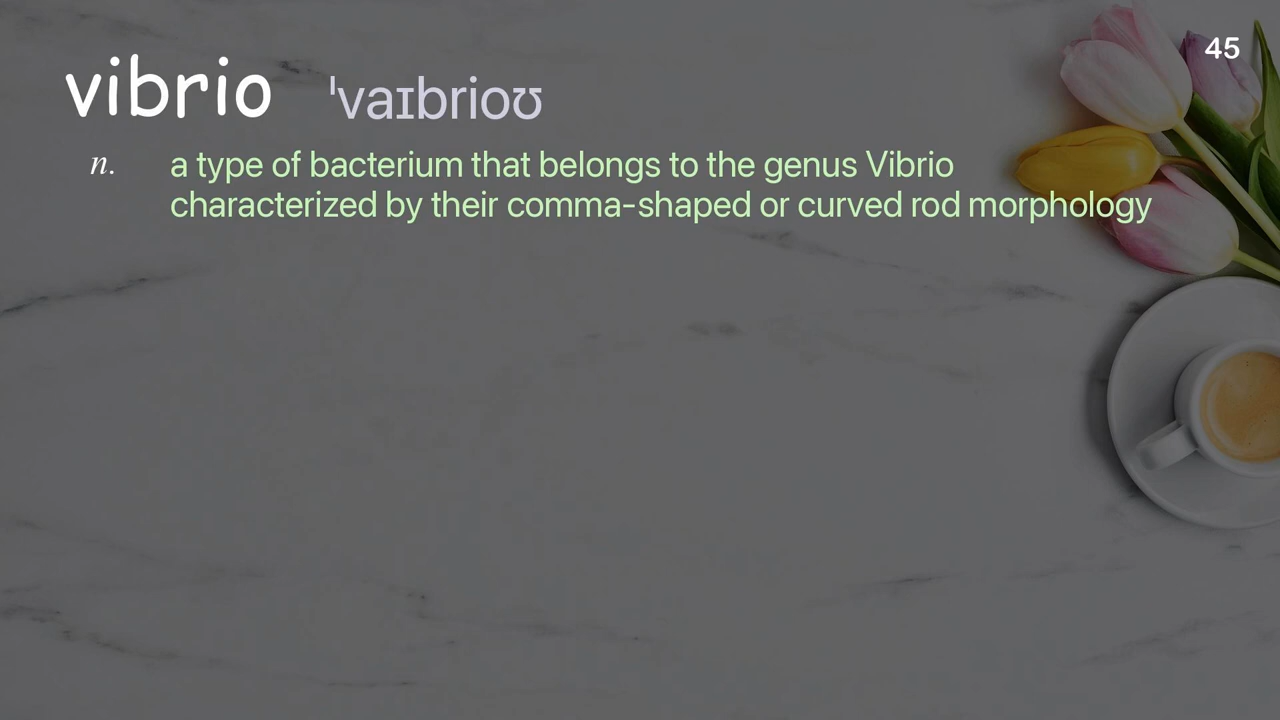 45
vibrio ˈvaɪbrioʊ
n. a type of bacterium that belongs to the genus Vibrio
characterized by their comma-shaped or curved rod morphology